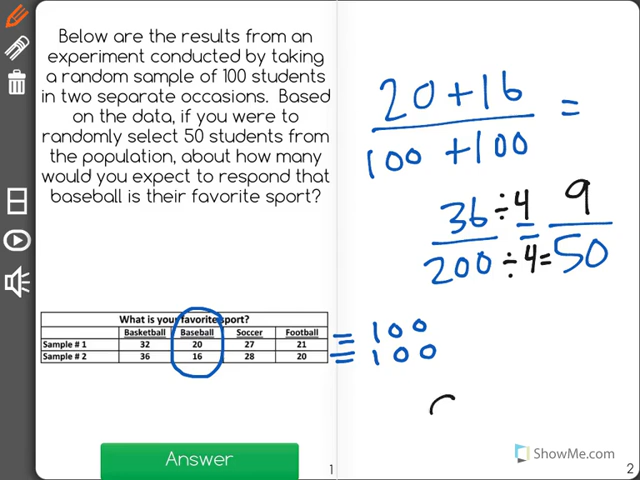 Below are the results from an
experiment conducted by taking
a random sample of 100 students
in two separate occasions. Based
on the data, if you were to
randomly select 50 students from
the population, about how many
would you expect to respond that
baseball is their favorite sport?
What is your favorite sport?
Basketball Baseball Soccer Football
Sample # 1 32 20 27 21
Sample # 2 36 16 28 20
= 100
= 100
Answer
1
20 + 16 =
100 + 100
36 ÷ 4 = 9
200 ÷ 4 = 50
ShowMe.com
2